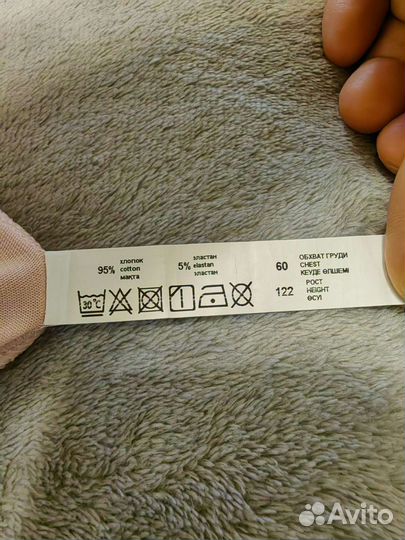 95% хлопок
cotton
мақта
5% эластан
elastan
эластан
60 ОБХВАТ ГРУДИ
CHEST
КЕУДЕ ӨЛШЕМІ
122 РОСТ
HEIGHT
ӨСУІ
30°C
Avito